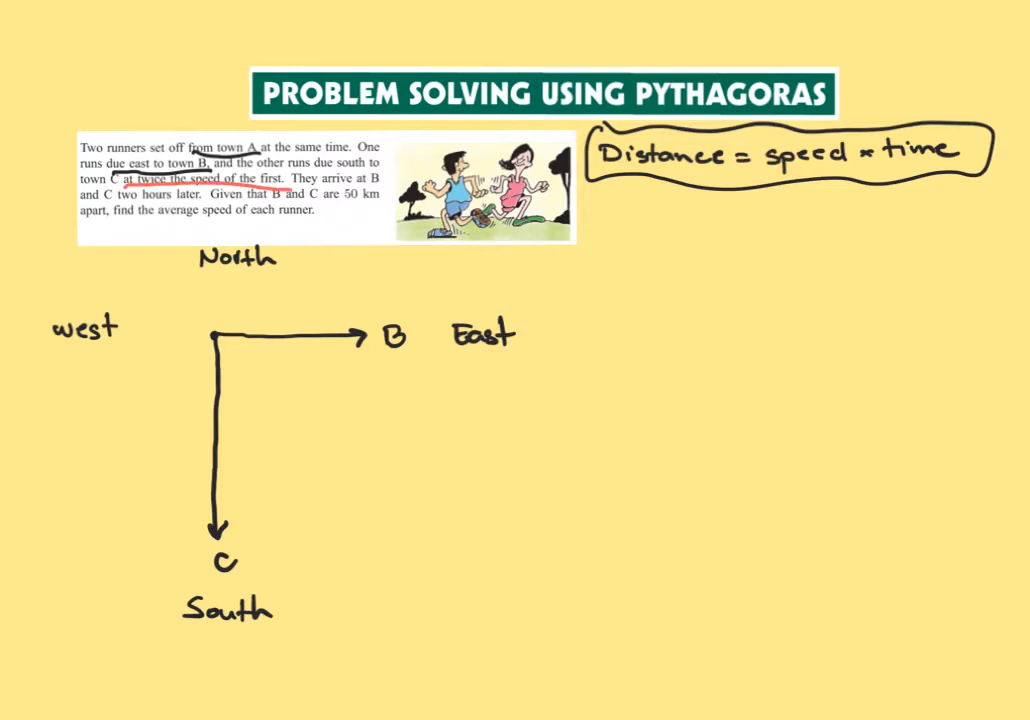 PROBLEM SOLVING USING PYTHAGORAS
Two runners set off from town A at the same time. One
runs due east to town B, and the other runs due south to
town C at twice the speed of the first. They arrive at B
and C two hours later. Given that B and C are 50 km
apart, find the average speed of each runner.
Distance = speed * time
North
west
B East
C
South